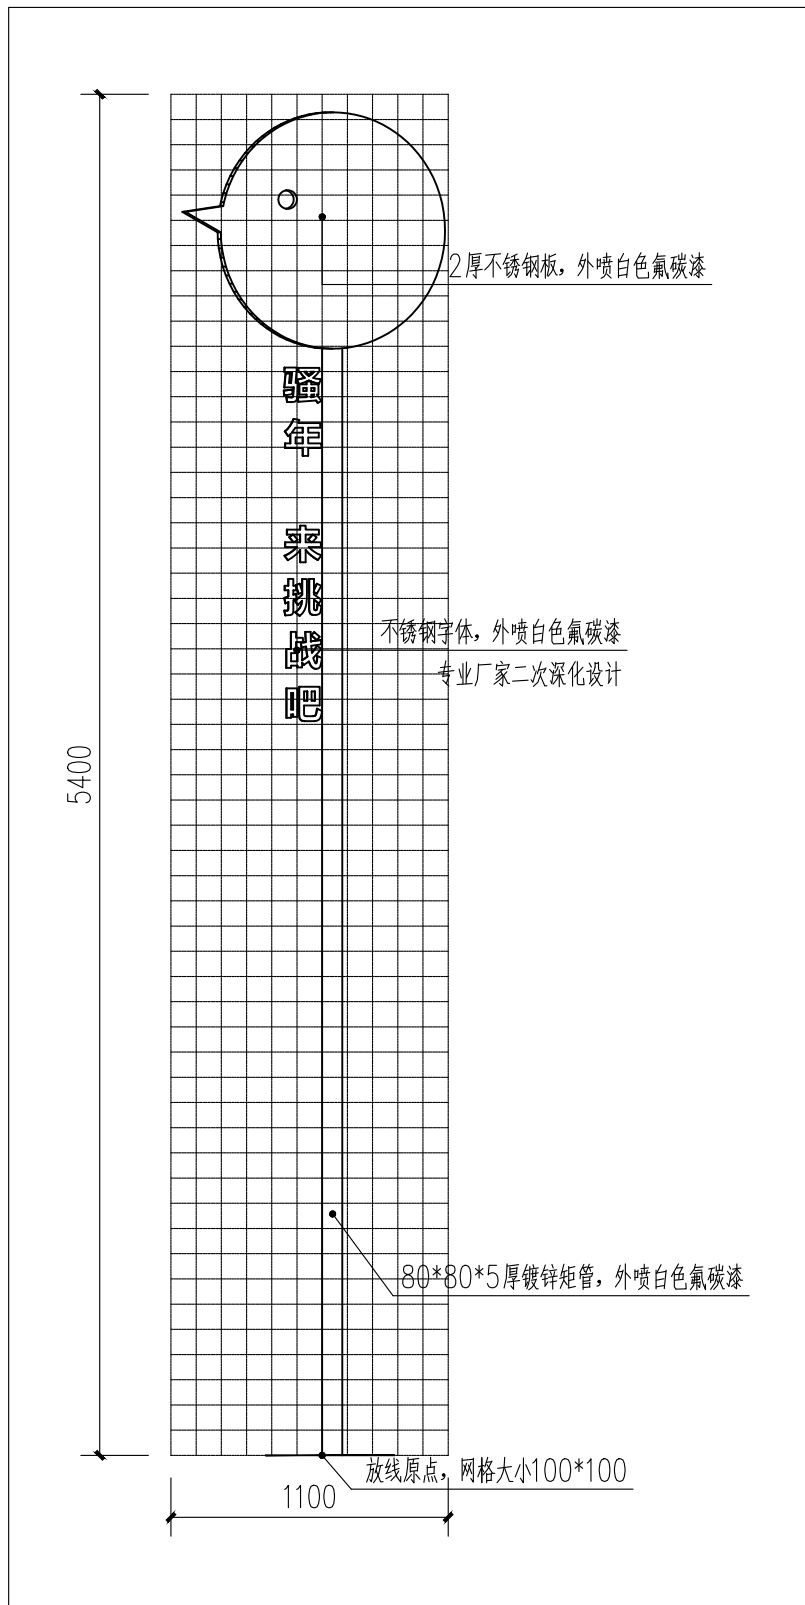 2厚不锈钢板，外喷白色氟碳漆
骚
年
来
挑
战
吧
不锈钢字体，外喷白色氟碳漆
专业厂家二次深化设计
5400
80*80*5厚镀锌矩管，外喷白色氟碳漆
放线原点，网格大小100*100
1100